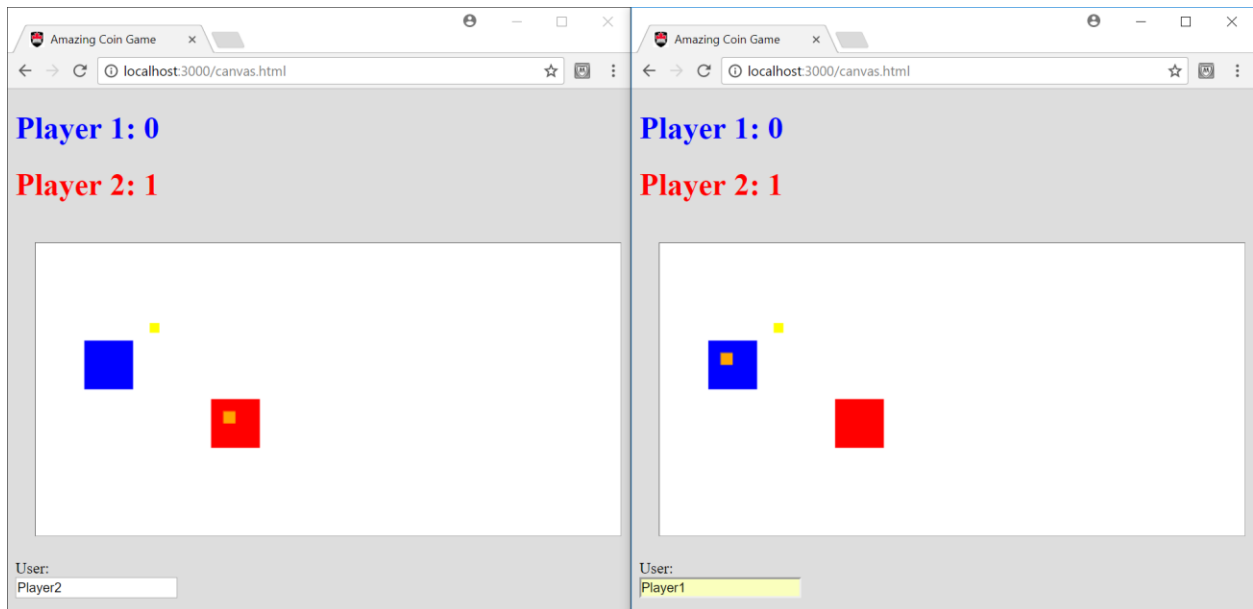 Amazing Coin Game
localhost:3000/canvas.html
Player 1: 0
Player 2: 1
User:
Player2
Amazing Coin Game
localhost:3000/canvas.html
Player 1: 0
Player 2: 1
User:
Player1